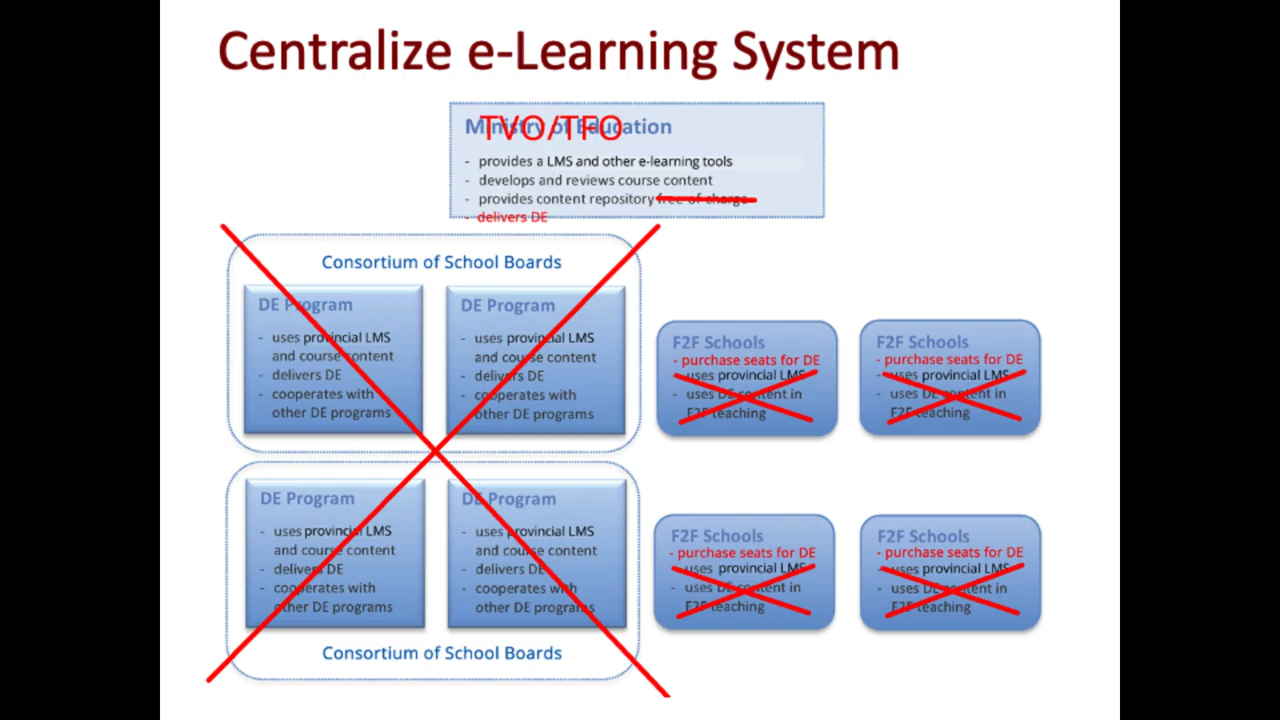 Centralize e-Learning System
Ministry of Education
TVO/TFO
- provides a LMS and other e-learning tools
- develops and reviews course content
- provides content repository free of charge
- delivers DE
Consortium of School Boards
DE Program
- uses provincial LMS
and course content
- delivers DE
- cooperates with
other DE programs
DE Program
- uses provincial LMS
and course content
- delivers DE
- cooperates with
other DE programs
F2F Schools
- purchase seats for DE
- uses provincial LMS
- uses DE content in
F2F teaching
F2F Schools
- purchase seats for DE
- uses provincial LMS
- uses DE content in
F2F teaching
DE Program
- uses provincial LMS
and course content
- delivers DE
- cooperates with
other DE programs
DE Program
- uses provincial LMS
and course content
- delivers DE
- cooperates with
other DE programs
Consortium of School Boards
F2F Schools
- purchase seats for DE
- uses provincial LMS
- uses DE content in
F2F teaching
F2F Schools
- purchase seats for DE
- uses provincial LMS
- uses DE content in
F2F teaching